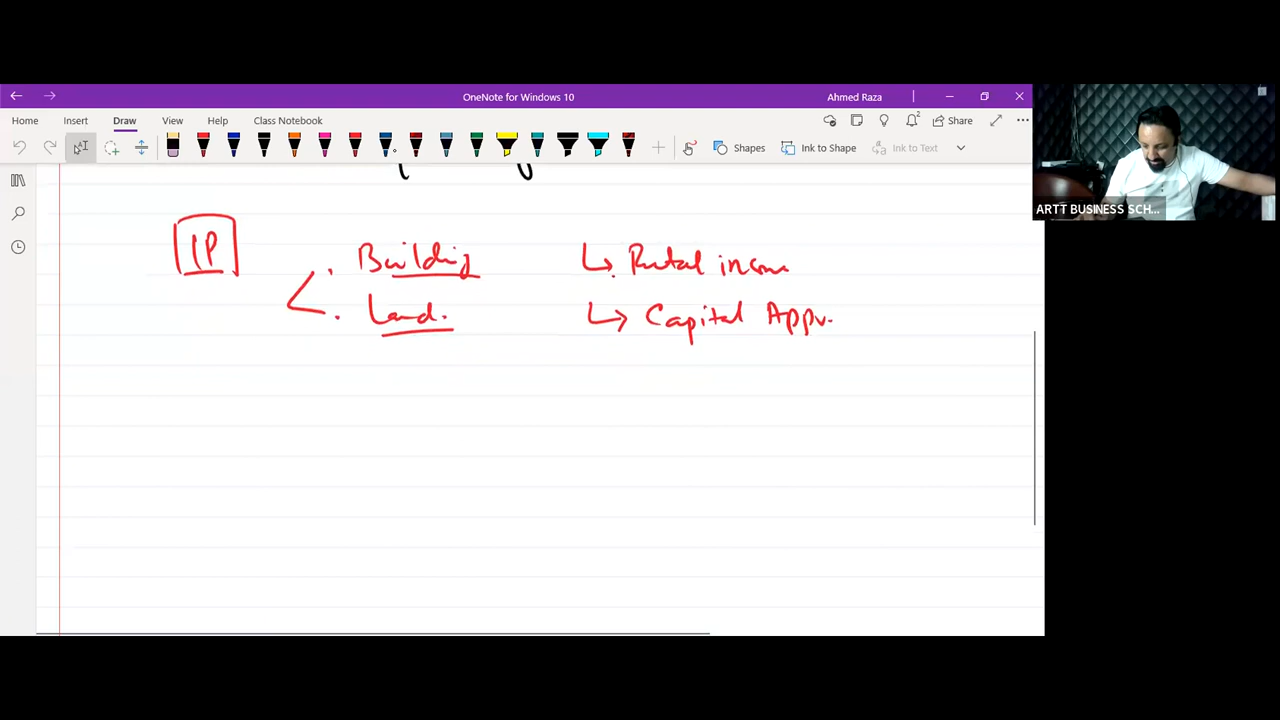 OneNote for Windows 10
Ahmed Raza
Home Insert Draw View Help Class Notebook
2 Share
Shapes Ink to Shape Ink to Text
ARTT BUSINESS SCH...
IP
. Building ↳ Rental income
. Land. ↳ Capital Appr.